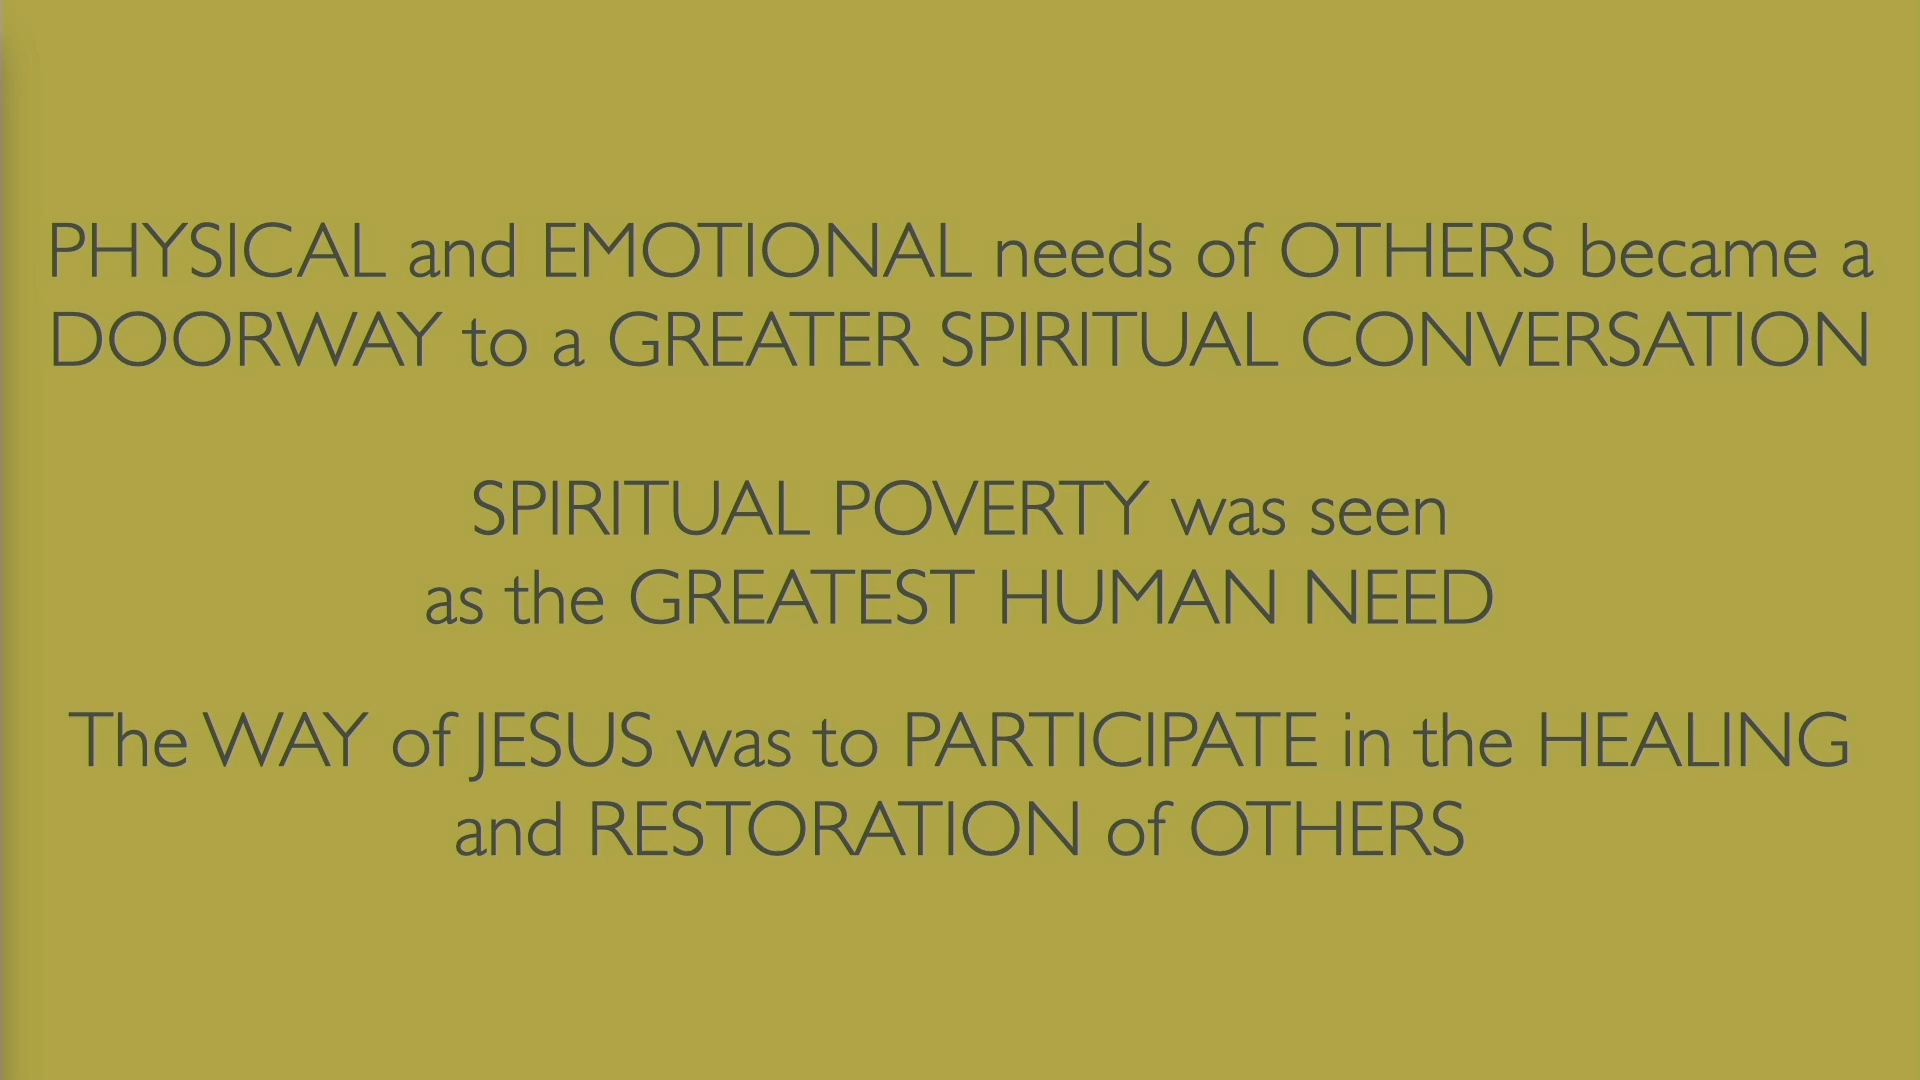 PHYSICAL and EMOTIONAL needs of OTHERS became a
DOORWAY to a GREATER SPIRITUAL CONVERSATION
SPIRITUAL POVERTY was seen
as the GREATEST HUMAN NEED
The WAY of JESUS was to PARTICIPATE in the HEALING
and RESTORATION of OTHERS